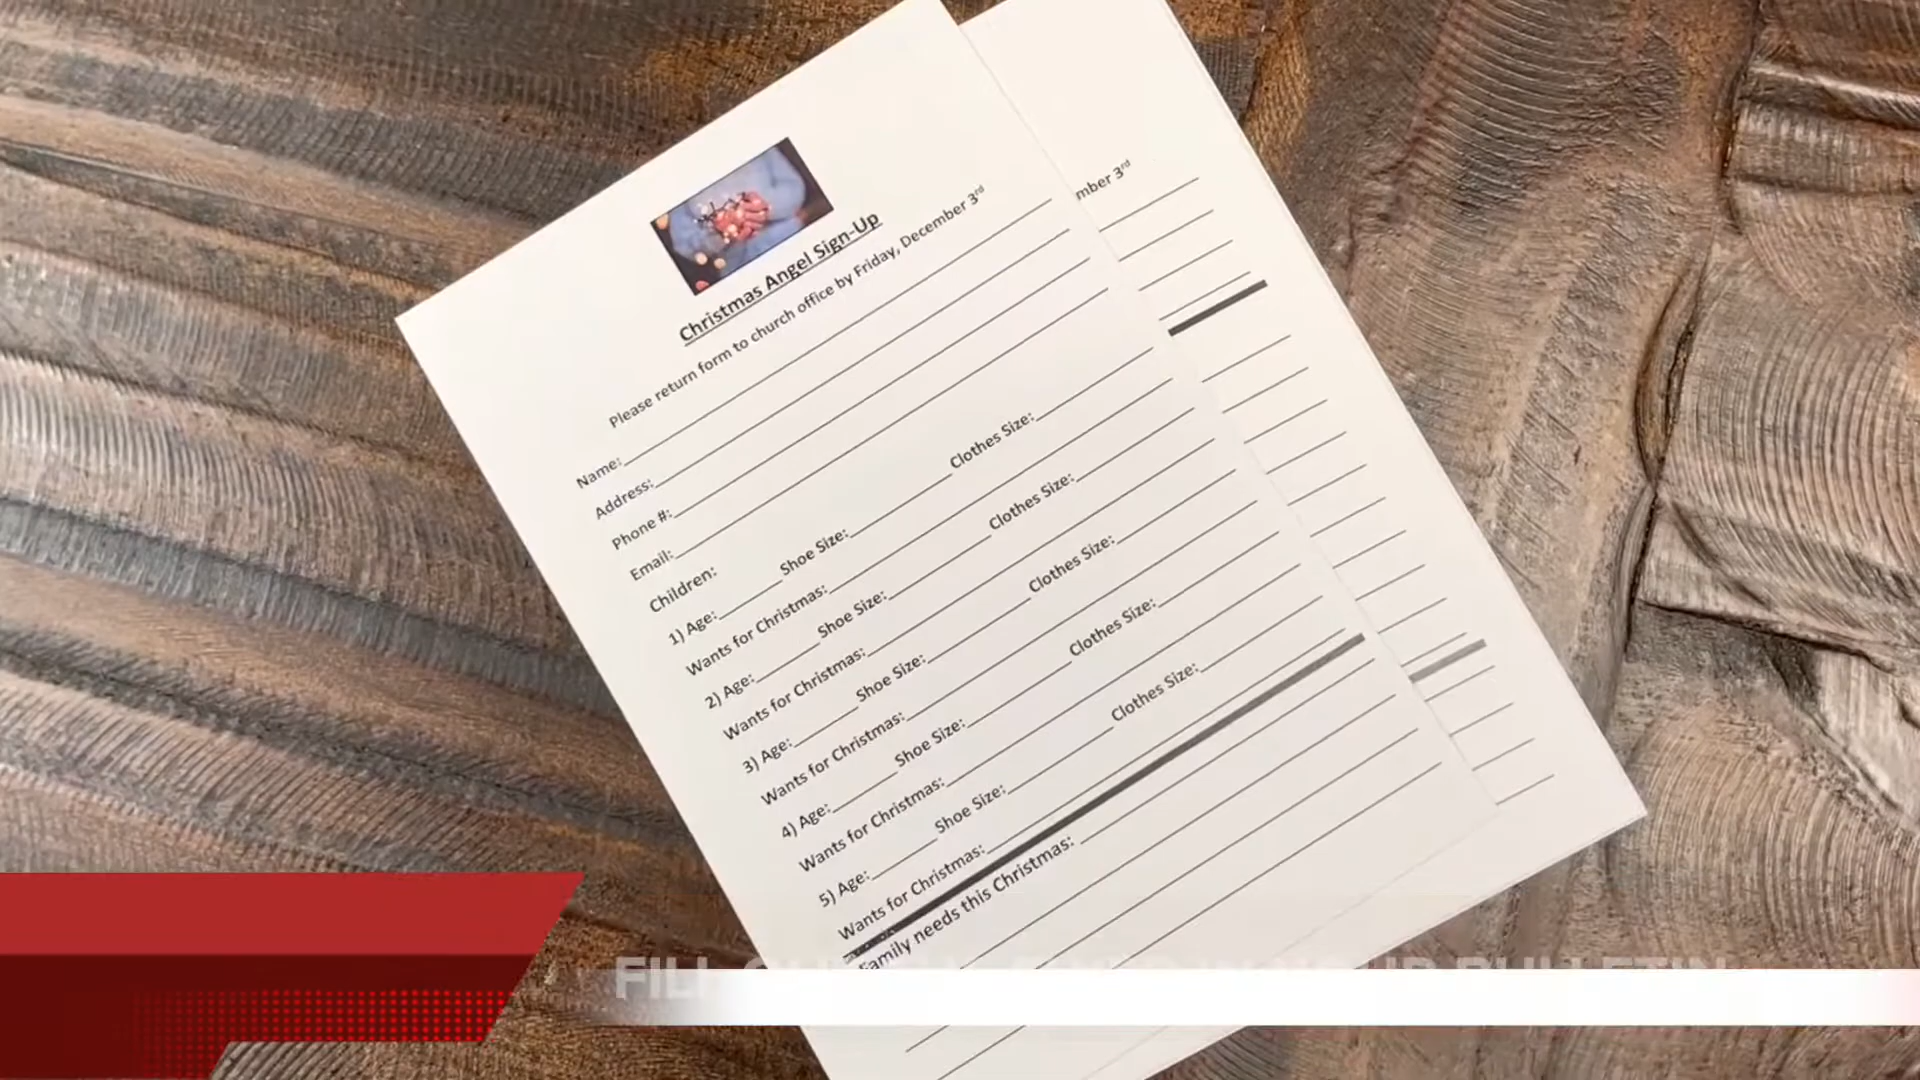 Christmas Angel Sign-Up
Please return form to church office by Friday, December 3rd
Name:
Address:
Phone #:
Email:
Children:
1) Age: Shoe Size: Clothes Size:
Wants for Christmas:
2) Age: Shoe Size: Clothes Size:
Wants for Christmas:
3) Age: Shoe Size: Clothes Size:
Wants for Christmas:
4) Age: Shoe Size: Clothes Size:
Wants for Christmas:
5) Age: Shoe Size: Clothes Size:
Wants for Christmas:
Family needs this Christmas:
mber 3rd
FILL
BULLETIN